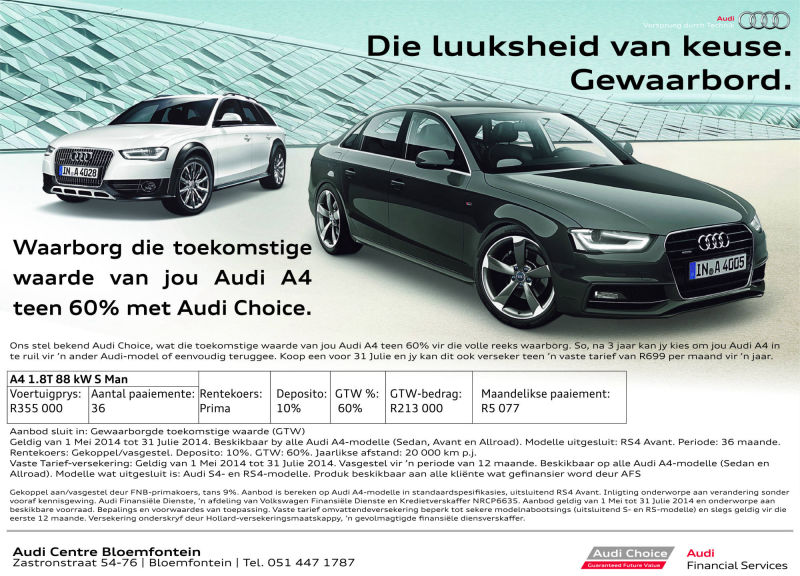 Audi
Vorsprung durch Technik
Die luuksheid van keuse.
Gewaarbord.
IN A 4028
IN A 4005
Waarborg die toekomstige
waarde van jou Audi A4
teen 60% met Audi Choice.
Ons stel bekend Audi Choice, wat die toekomstige waarde van jou Audi A4 teen 60% vir die volle reeks waarborg. So, na 3 jaar kan jy kies om jou Audi A4 in
te ruil vir 'n ander Audi-model of eenvoudig teruggee. Koop een voor 31 Julie en jy kan dit ook verseker teen 'n vaste tarief van R699 per maand vir 'n jaar.
A4 1.8T 88 kW S Man
Voertuigprys: Aantal paaiemente: Rentekoers: Deposito: GTW %: GTW-bedrag: Maandelikse paaiement:
R355 000 36 Prima 10% 60% R213 000 R5 077
Aanbod sluit in: Gewaarborgde toekomstige waarde (GTW)
Geldig van 1 Mei 2014 tot 31 Julie 2014. Beskikbaar by alle Audi A4-modelle (Sedan, Avant en Allroad). Modelle uitgesluit: RS4 Avant. Periode: 36 maande.
Rentekoers: Gekoppel/vasgestel. Deposito: 10%. GTW: 60%. Jaarlikse afstand: 20 000 km p.j.
Vaste Tarief-versekering: Geldig van 1 Mei 2014 tot 31 Julie 2014. Vasgestel vir 'n periode van 12 maande. Beskikbaar op alle Audi A4-modelle (Sedan en
Allroad). Modelle wat uitgesluit is: Audi S4- en RS4-modelle. Produk beskikbaar aan alle kliënte wat gefinansier word deur AFS
Gekoppel aan/vasgestel deur FNB-primakoers, tans 9%. Aanbod is bereken op Audi A4-modelle in standaardspesifikasies, uitsluitend RS4 Avant. Inligting onderworpe aan verandering sonder
vooraf kennisgewing. Audi Finansiële Dienste, 'n afdeling van Volkswagen Finansiële Dienste en Kredietverskaffer NRCP6635. Aanbod geldig van 1 Mei tot 31 Julie 2014 en onderworpe aan
beskikbare voorraad. Bepalings en voorwaardes van toepassing. Vaste tarief omvattendeversekering beperk tot sekere modelnabootsings (uitsluitend S- en RS-modelle) en slegs geldig vir die
eerste 12 maande. Versekering onderskryf deur Hollard-versekeringsmaatskappy, 'n gevolmagtigde finansiële diensverskaffer.
Audi Centre Bloemfontein
Zastronstraat 54-76 | Bloemfontein | Tel. 051 447 1787
Audi Choice
Guaranteed Future Value
Audi
Financial Services